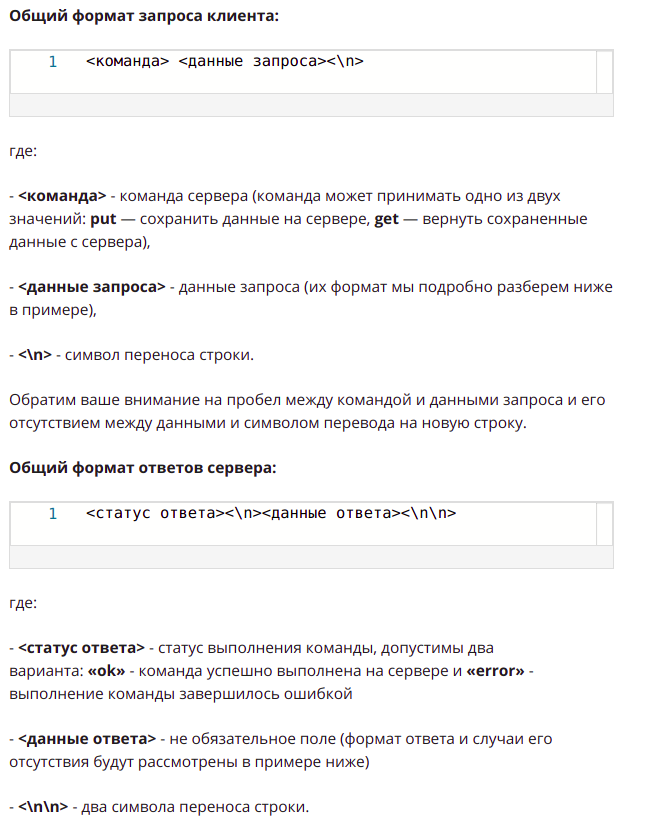 Общий формат запроса клиента:
1 <команда> <данные запроса><\n>
где:
- <команда> - команда сервера (команда может принимать одно из двух
значений: put — сохранить данные на сервере, get — вернуть сохраненные
данные с сервера),
- <данные запроса> - данные запроса (их формат мы подробно разберем ниже
в примере),
- <\n> - символ переноса строки.
Обратим ваше внимание на пробел между командой и данными запроса и его
отсутствием между данными и символом перевода на новую строку.
Общий формат ответов сервера:
1 <статус ответа><\n><данные ответа><\n\n>
где:
- <статус ответа> - статус выполнения команды, допустимы два
варианта: «ok» - команда успешно выполнена на сервере и «error» -
выполнение команды завершилось ошибкой
- <данные ответа> - не обязательное поле (формат ответа и случаи его
отсутствия будут рассмотрены в примере ниже)
- <\n\n> - два символа переноса строки.